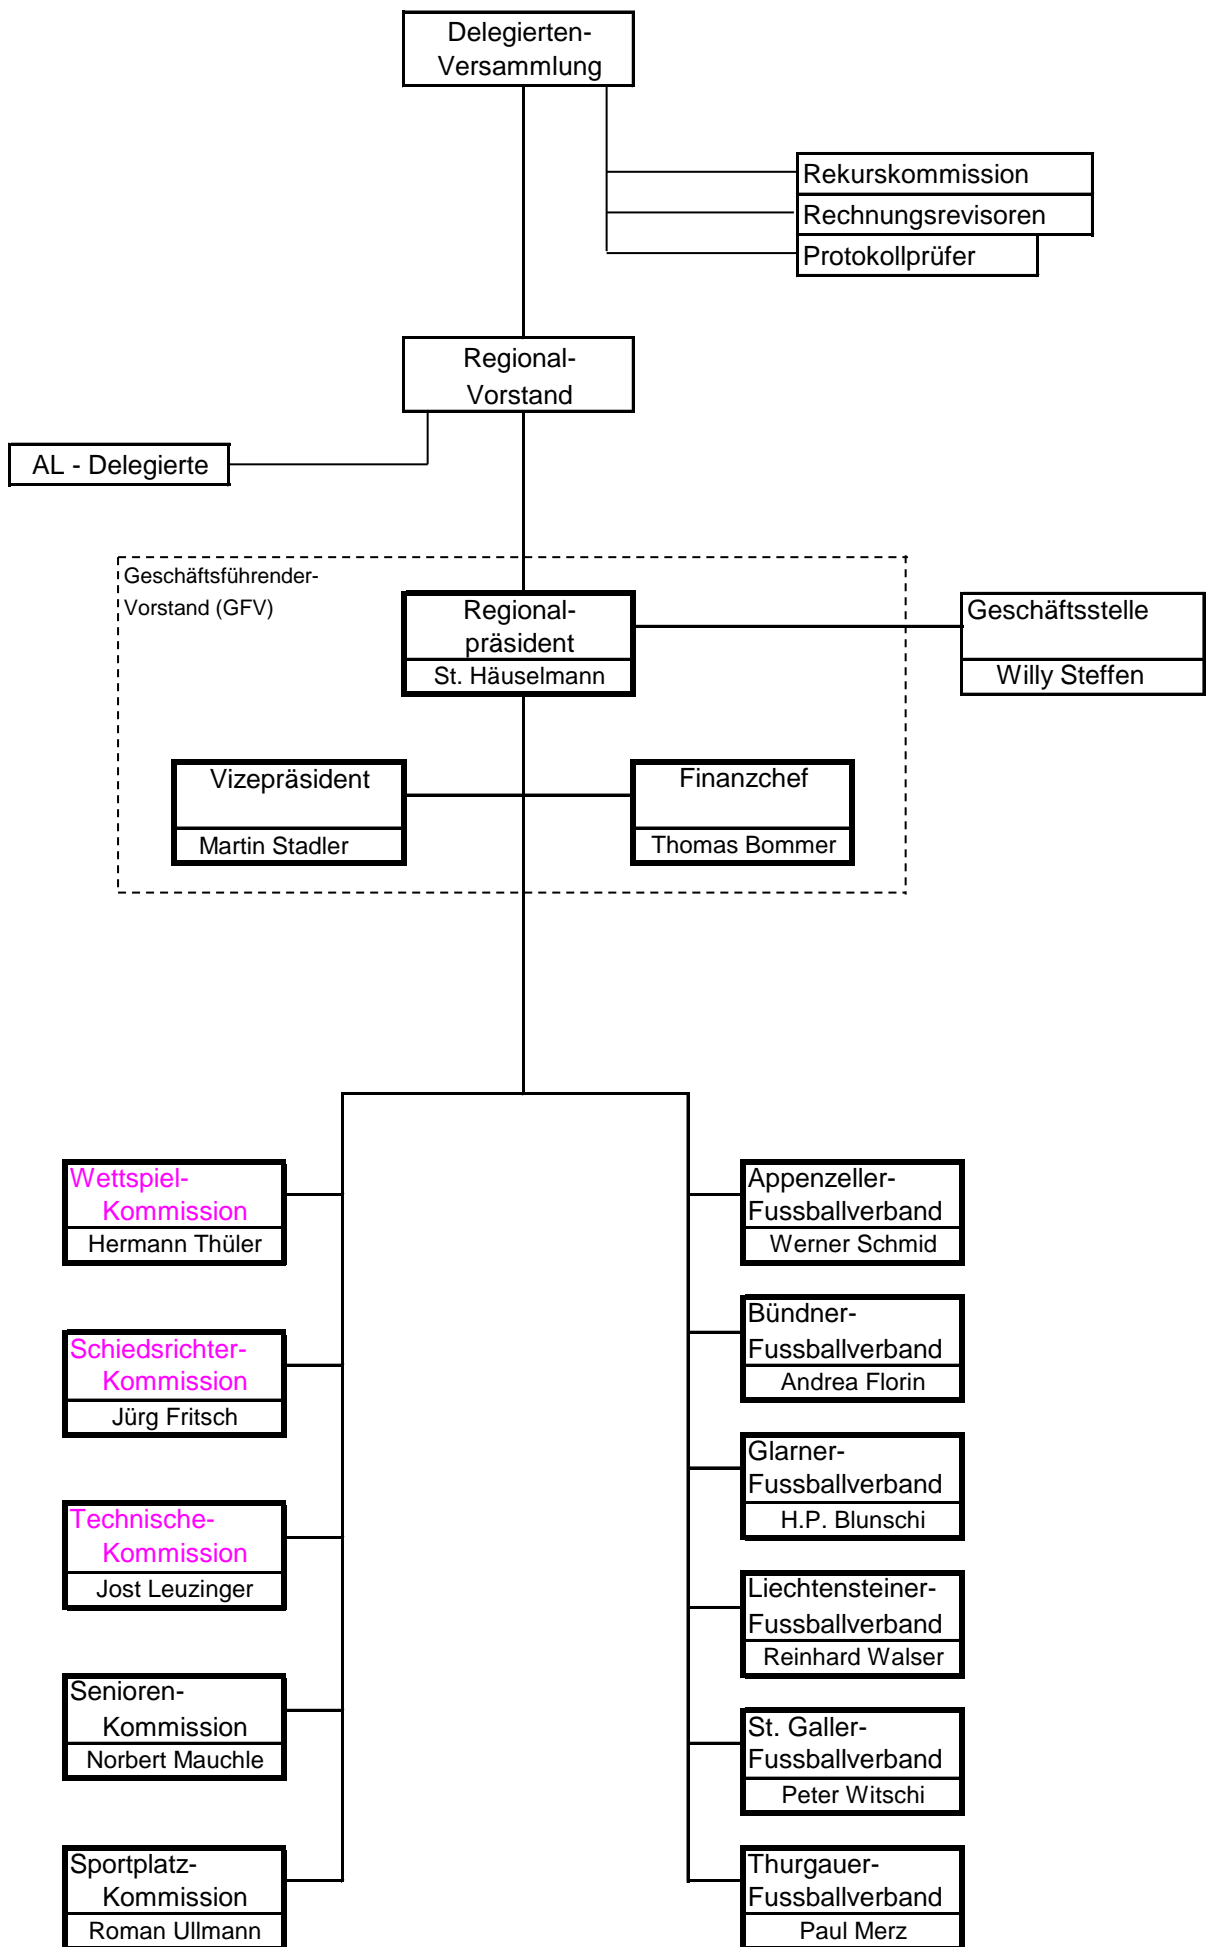 Delegierten-
Versammlung
Rekurskommission
Rechnungsrevisoren
Protokollprüfer
Regional-
Vorstand
AL - Delegierte
Geschäftsführender-
Vorstand (GFV)
Regional-
präsident
St. Häuselmann
Geschäftsstelle
Willy Steffen
Vizepräsident
Martin Stadler
Finanzchef
Thomas Bommer
Wettspiel-
Kommission
Hermann Thüler
Schiedsrichter-
Kommission
Jürg Fritsch
Technische-
Kommission
Jost Leuzinger
Senioren-
Kommission
Norbert Mauchle
Sportplatz-
Kommission
Roman Ullmann
Appenzeller-
Fussballverband
Werner Schmid
Bündner-
Fussballverband
Andrea Florin
Glarner-
Fussballverband
H.P. Blunschi
Liechtensteiner-
Fussballverband
Reinhard Walser
St. Galler-
Fussballverband
Peter Witschi
Thurgauer-
Fussballverband
Paul Merz